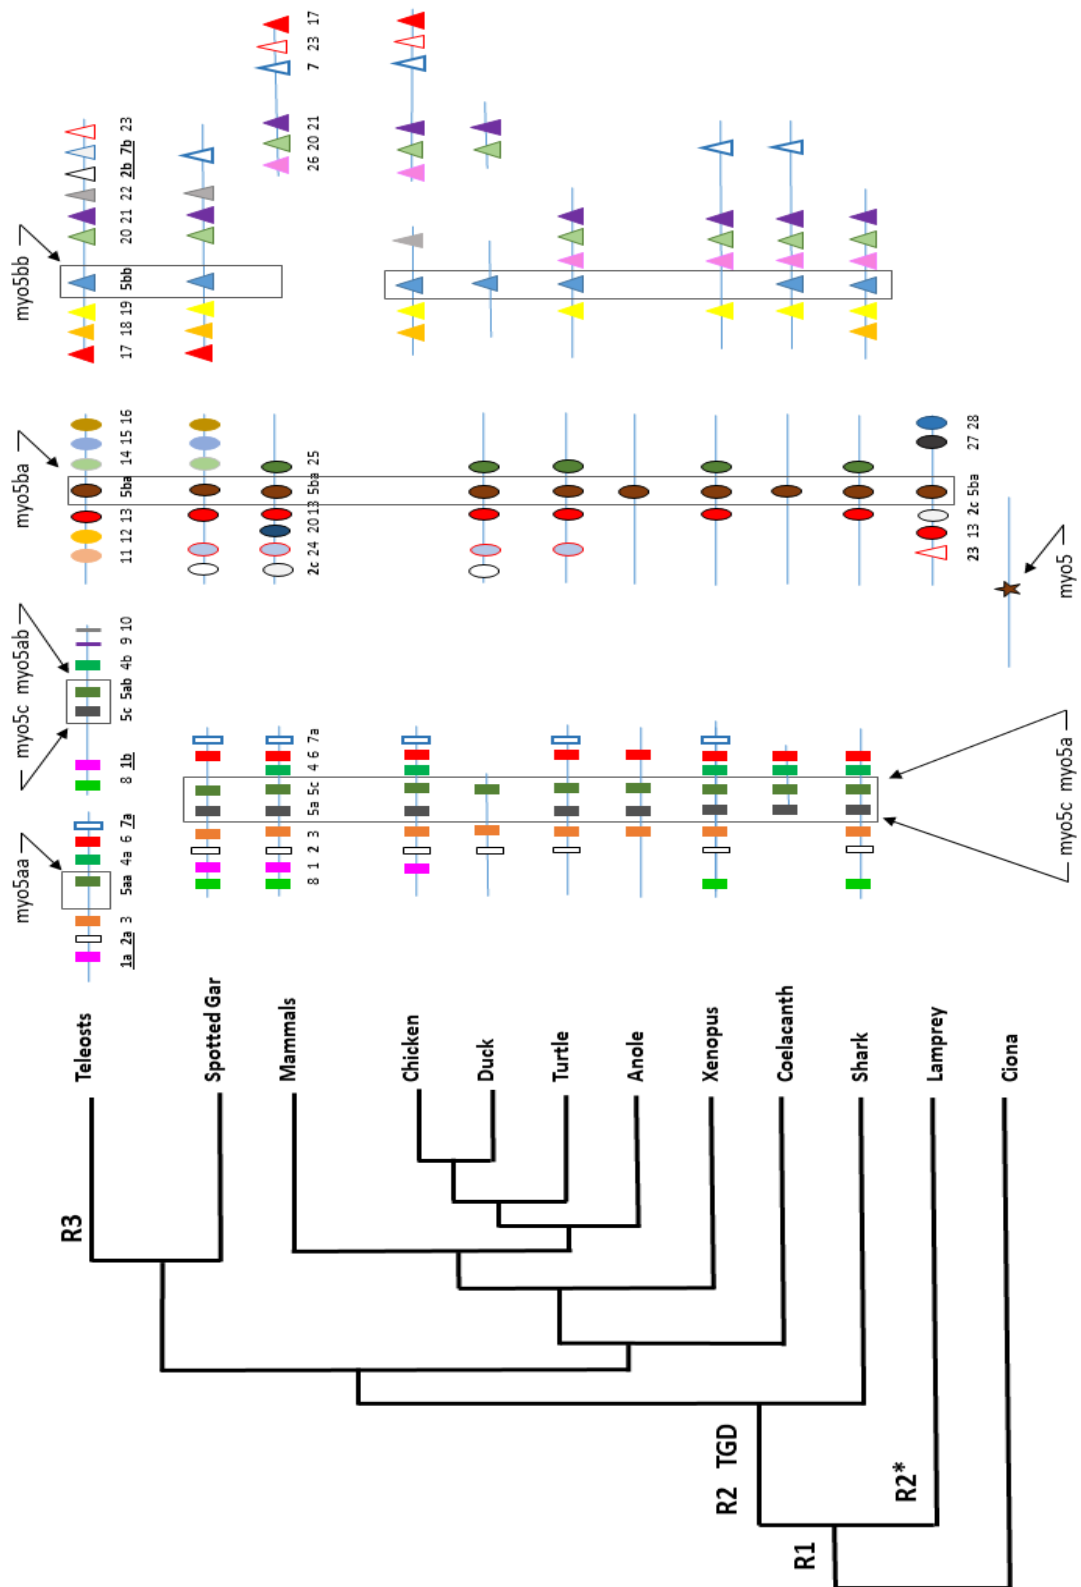 myo5aa myo5c myo5ab myo5ba myo5bb
R3
Teleosts
1a 2a 3 5aa 4a 6 7a 8 1b 5c 5ab 4b 9 10 11 12 13 5ba 14 15 16 17 18 19 5bb 20 21 22 2b 7b 23
Spotted Gar
Mammals
8 1 2 3 5a 5c 4 6 7a 2c 24 20 13 5ba 25 26 20 21 7 23 17
Chicken
Duck
Turtle
Anole
Xenopus
R2 TGD
Coelacanth
R1
Shark
R2*
Lamprey
23 13 2c 5ba 27 28
Ciona
myo5c myo5a myo5